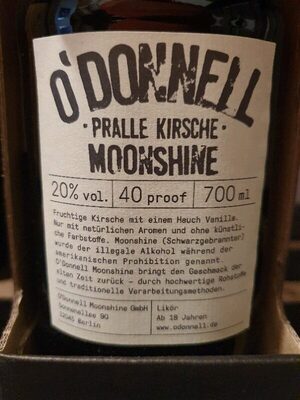 O'DONNELL
· PRALLE KIRSCHE ·
MOONSHINE
20% vol. 40 proof 700 ml
Fruchtige Kirsche mit einem Hauch Vanille.
Nur mit natürlichen Aromen und ohne künstli-
che Farbstoffe. Moonshine (Schwarzgebrannter)
wurde der illegale Alkohol während der
amerikanischen Prohibition genannt.
O'Donnell Moonshine bringt den Geschmack der
alten Zeit zurück - durch hochwertige Rohstoffe
und traditionelle Verarbeitungsmethoden.
O'Donnell Moonshine GmbH
Sonnenallee 90
12045 Berlin
Likör
Ab 18 Jahren
www.odonnell.de